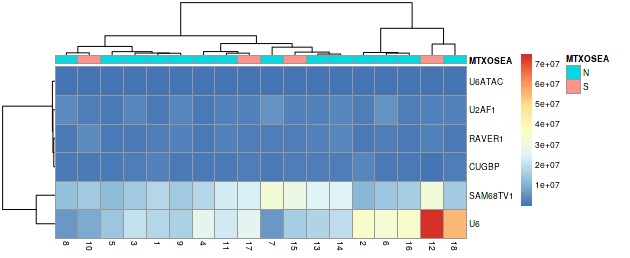 MTXOSEA
U6ATAC
U2AF1
RAVER1
CUGBP
SAM68TV1
U6
8 10 5 3 1 9 4 11 17 7 15 13 14 2 6 16 12 18
7e+07
6e+07
5e+07
4e+07
3e+07
2e+07
1e+07
MTXOSEA
N
S